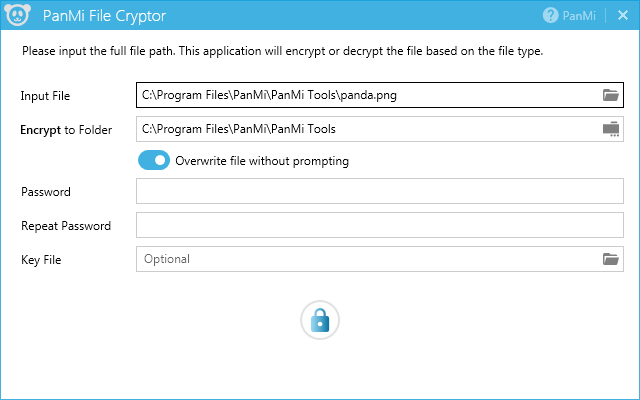 PanMi File Cryptor
? PanMi
Please input the full file path. This application will encrypt or decrypt the file based on the file type.
Input File C:\Program Files\PanMi\PanMi Tools\panda.png
Encrypt to Folder C:\Program Files\PanMi\PanMi Tools
Overwrite file without prompting
Password
Repeat Password
Key File Optional